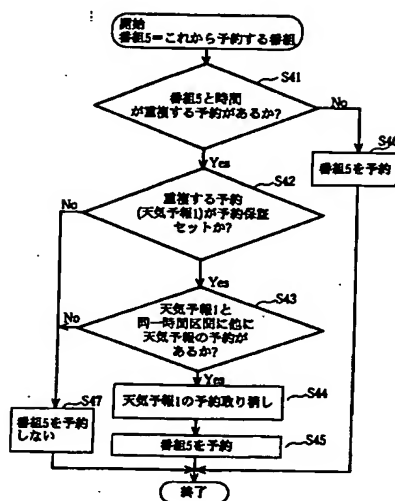 開始
番組5=これから予約する番組
S41
番組5と時間
が重複する予約があるか?
No
S46
番組5を予約
Yes
S42
重複する予約
(天気予報1)が予約保証
セットか?
No
Yes
S43
天気予報1と
同一時間区間に他に
天気予報の予約が
あるか?
No
Yes
S44
天気予報1の予約取り消し
S47
番組5を予約
しない
S45
番組5を予約
終了